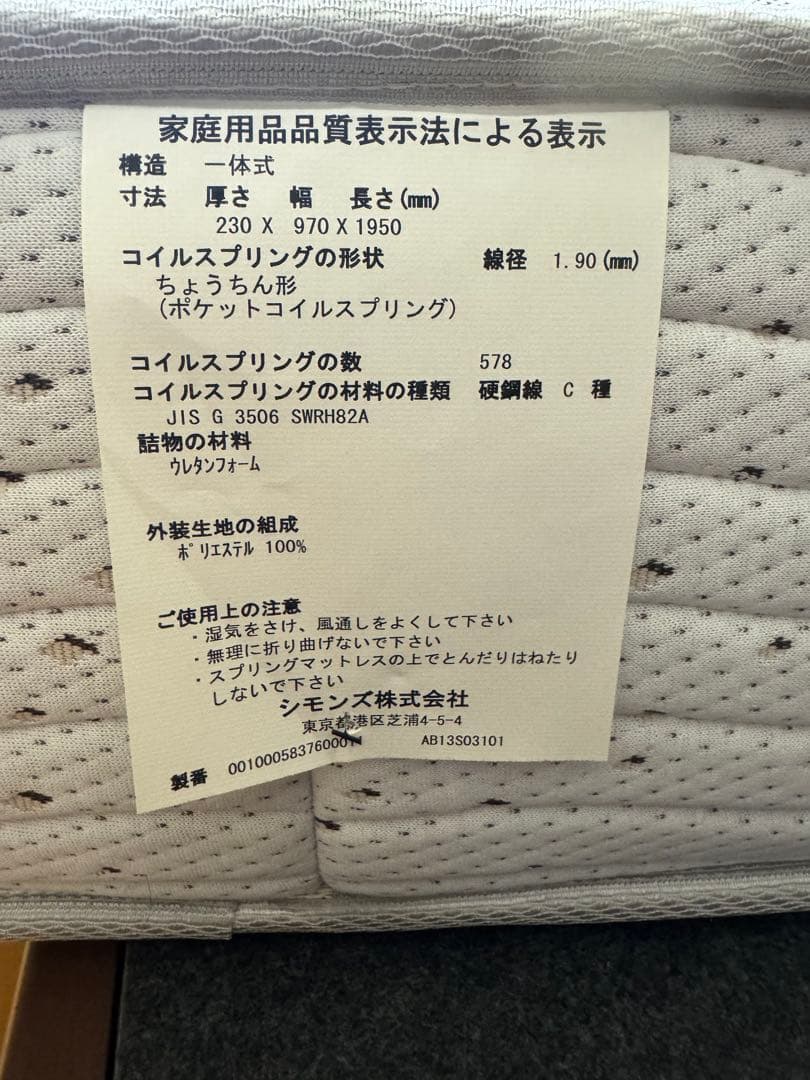 家庭用品品質表示法による表示
構造 一体式
寸法 厚さ 幅 長さ(㎜)
230 X 970 X 1950
コイルスプリングの形状 線径 1.90(㎜)
ちょうちん形
(ポケットコイルスプリング)
コイルスプリングの数 578
コイルスプリングの材料の種類 硬鋼線 C 種
JIS G 3506 SWRH82A
詰物の材料
ウレタンフォーム
外装生地の組成
ポリエステル 100%
ご使用上の注意
・湿気をさけ、風通しをよくして下さい
・無理に折り曲げないで下さい
・スプリングマットレスの上でとんだりはねたり
しないで下さい
シモンズ株式会社
東京都港区芝浦4-5-4
製番 AB13S03101